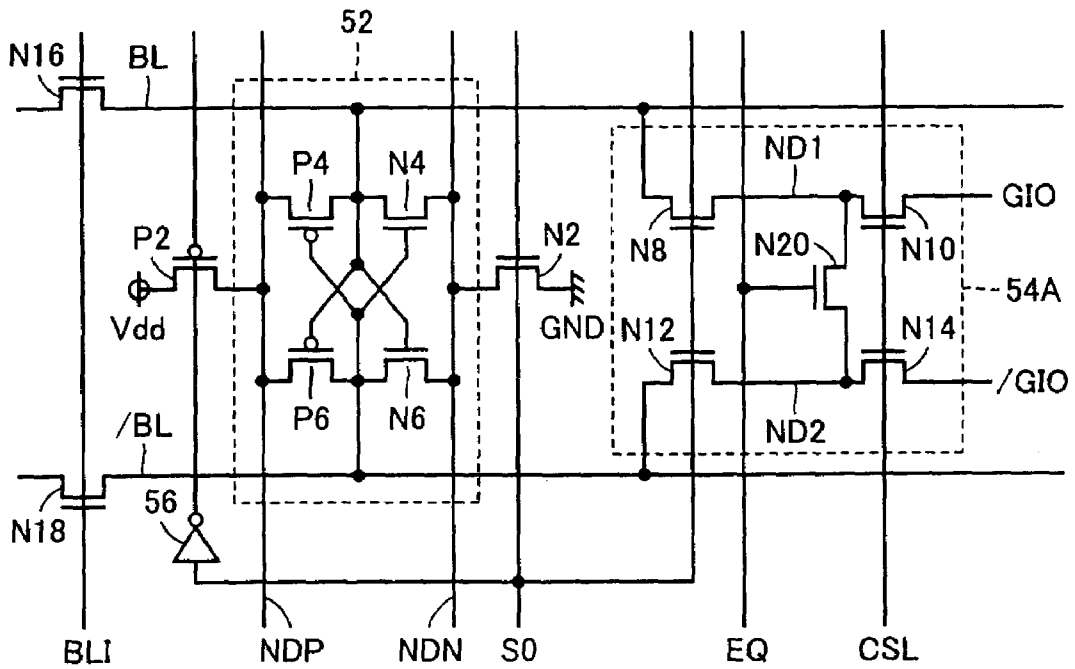 52
N16
BL
P4
N4
ND1
GIO
P2
N2
N8
N20
N10
54A
Vdd
GND
N12
N14
/GIO
P6
N6
ND2
/BL
N18
56
BLI
NDP
NDN
S0
EQ
CSL